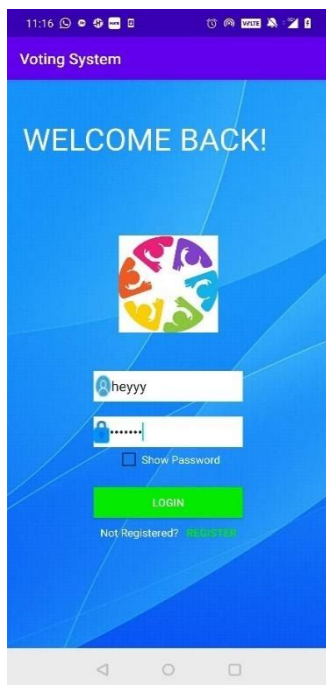 11:16
Voting System
WELCOME BACK!
heyyy
•••••••
Show Password
LOGIN
Not Registered? REGISTER